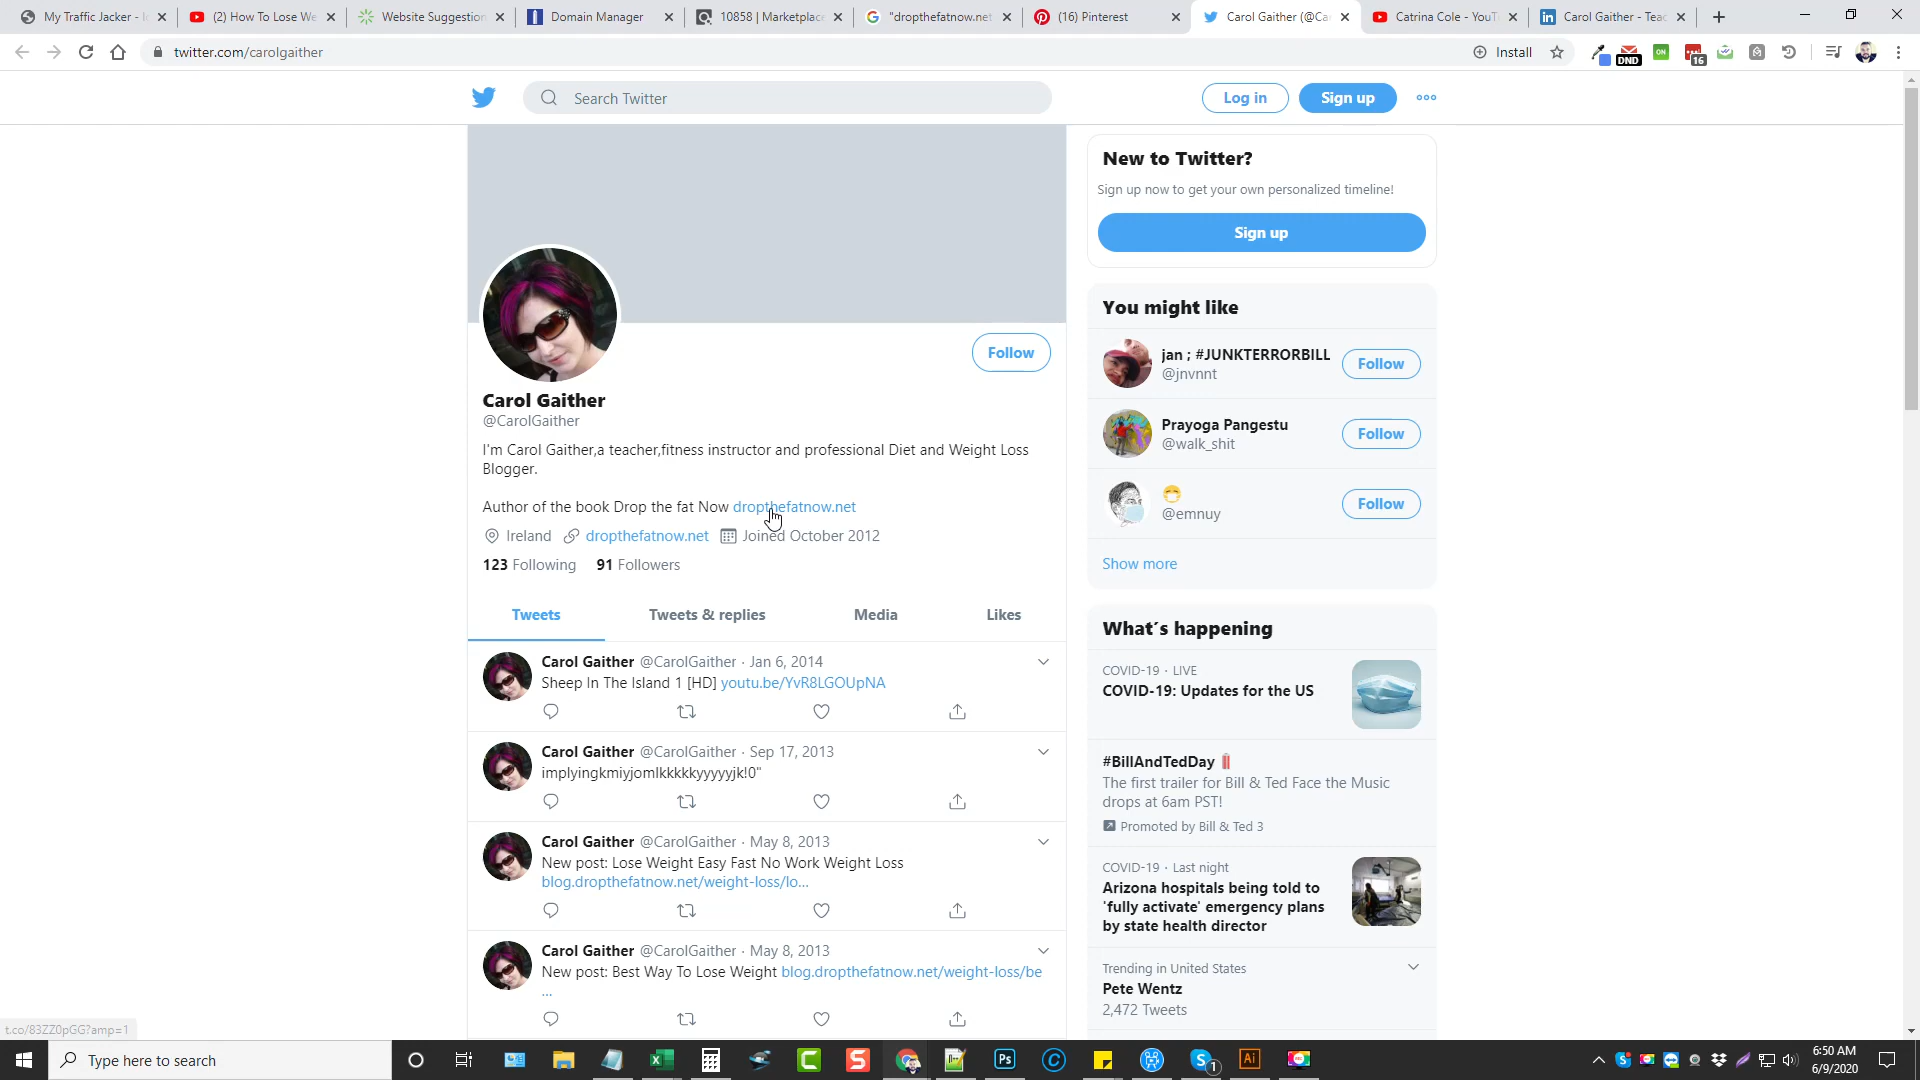 My Traffic Jacker - I
(2) How To Lose We
Website Suggestion
Domain Manager
10858 | Marketplac
"dropthefatnow.net
(16) Pinterest
Carol Gaither (@Ca
Catrina Cole - YouT
Carol Gaither - Teac
twitter.com/carolgaither
Install
DND
ON
16
Search Twitter
Log in
Sign up
New to Twitter?
Sign up now to get your own personalized timeline!
Sign up
Follow
Carol Gaither
@CarolGaither
I'm Carol Gaither,a teacher,fitness instructor and professional Diet and Weight Loss
Blogger.
Author of the book Drop the fat Now dropthefatnow.net
Ireland dropthefatnow.net Joined October 2012
123 Following 91 Followers
Tweets Tweets & replies Media Likes
Carol Gaither @CarolGaither · Jan 6, 2014
Sheep In The Island 1 [HD] youtu.be/YvR8LGOUpNA
Carol Gaither @CarolGaither · Sep 17, 2013
implyingkmiyjomlkkkkkyyyyyjk!0"
Carol Gaither @CarolGaither · May 8, 2013
New post: Lose Weight Easy Fast No Work Weight Loss
blog.dropthefatnow.net/weight-loss/lo...
Carol Gaither @CarolGaither · May 8, 2013
New post: Best Way To Lose Weight blog.dropthefatnow.net/weight-loss/be
...
You might like
jan ; #JUNKTERRORBILL
@jnvnnt
Follow
Prayoga Pangestu
@walk_shit
Follow
@emnuy
Follow
Show more
What's happening
COVID-19 · LIVE
COVID-19: Updates for the US
#BillAndTedDay
The first trailer for Bill & Ted Face the Music
drops at 6am PST!
Promoted by Bill & Ted 3
COVID-19 · Last night
Arizona hospitals being told to
'fully activate' emergency plans
by state health director
Trending in United States
Pete Wentz
2,472 Tweets
t.co/83ZZ0pGG?amp=1
Type here to search
Ps
Ai
1
6:50 AM
6/9/2020